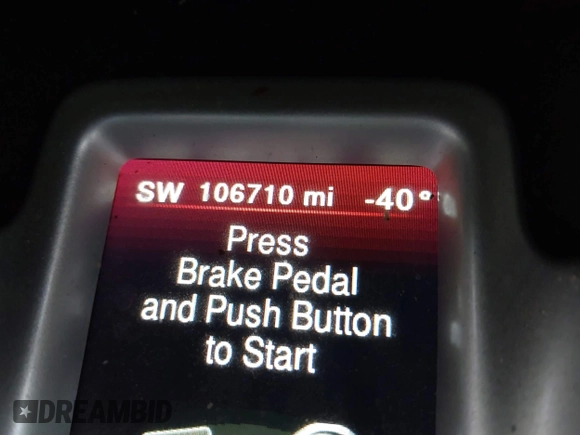 SW 106710 mi -40°
Press
Brake Pedal
and Push Button
to Start
DREAMBID